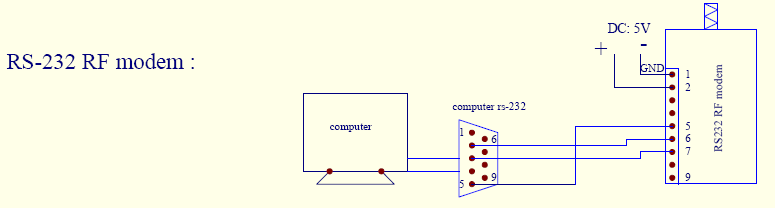 RS-232 RF modem :
DC: 5V
+ -
GND
computer
computer rs-232
1
6
5
9
1
2
5
6
7
9
RS232 RF modem